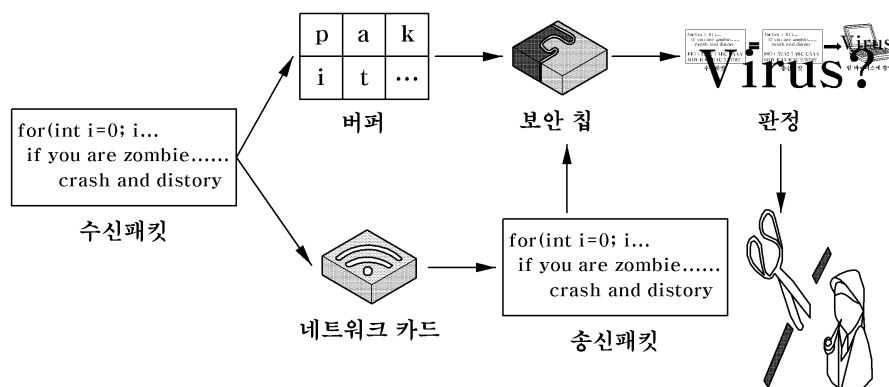 p a k
i t ...
버퍼
보안 칩
Virus?
판정
for(int i=0; i...
if you are zombie......
crash and distory
수신패킷
네트워크 카드
for(int i=0; i...
if you are zombie......
crash and distory
송신패킷